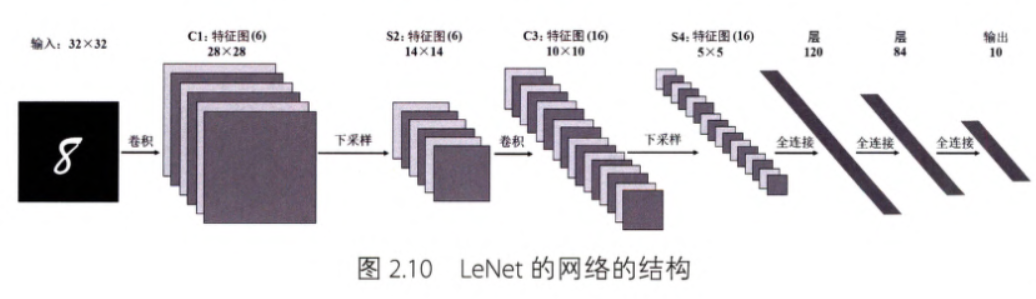 输入：32×32
C1：特征图(6)
28×28
S2：特征图(6)
14×14
C3：特征图(16)
10×10
S4：特征图(16)
5×5
层
120
层
84
输出
10
8
卷积
下采样
卷积
下采样
全连接
全连接
全连接
图 2.10 LeNet 的网络的结构